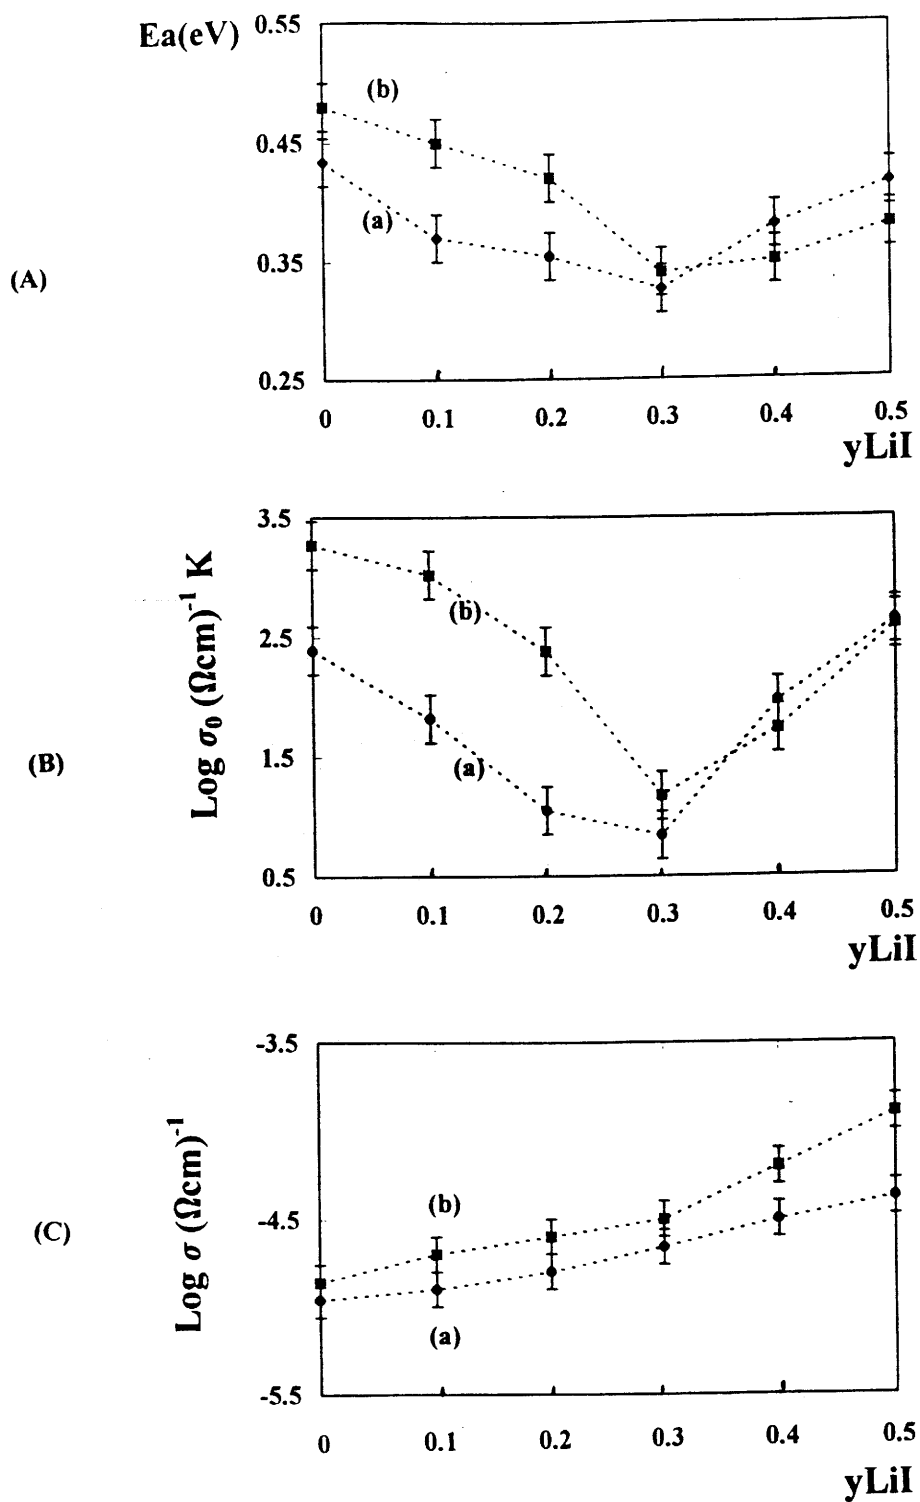 Ea(eV)
0.55
(b)
0.45
(a)
(A)
0.35
0.25
0 0.1 0.2 0.3 0.4 0.5
yLiI
3.5
Log σ₀ (Ωcm)⁻¹ K
(b)
2.5
(B)
1.5
(a)
0.5
0 0.1 0.2 0.3 0.4 0.5
yLiI
-3.5
Log σ (Ωcm)⁻¹
(b)
(C)
-4.5
(a)
-5.5
0 0.1 0.2 0.3 0.4 0.5
yLiI